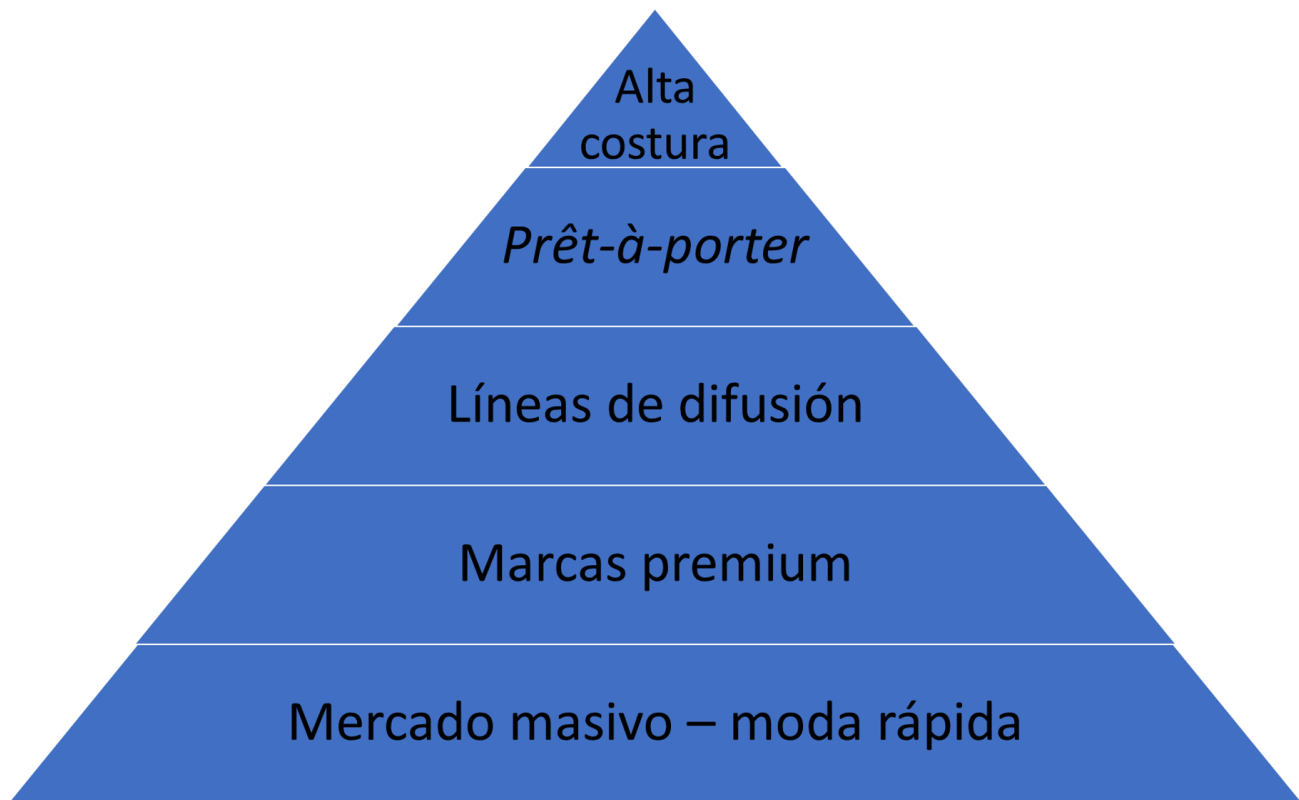 Alta
costura
Prêt-à-porter
Líneas de difusión
Marcas premium
Mercado masivo – moda rápida